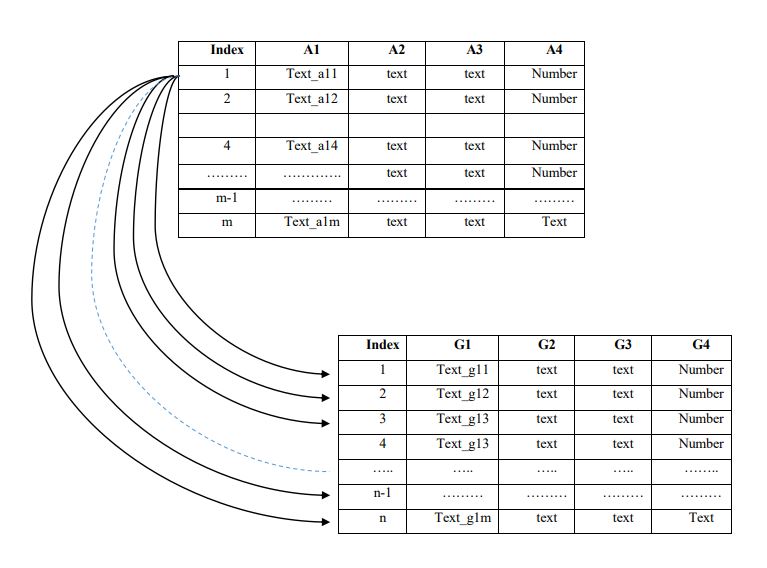 Index A1 A2 A3 A4
1 Text_a11 text text Number
2 Text_a12 text text Number
4 Text_a14 text text Number
……… …………. text text Number
m-1 ……… ……… ……… ………
m Text_a1m text text Text
Index G1 G2 G3 G4
1 Text_g11 text text Number
2 Text_g12 text text Number
3 Text_g13 text text Number
4 Text_g13 text text Number
….. ….. ….. ….. ……..
n-1 ……… ……… ……… ………
n Text_g1m text text Text